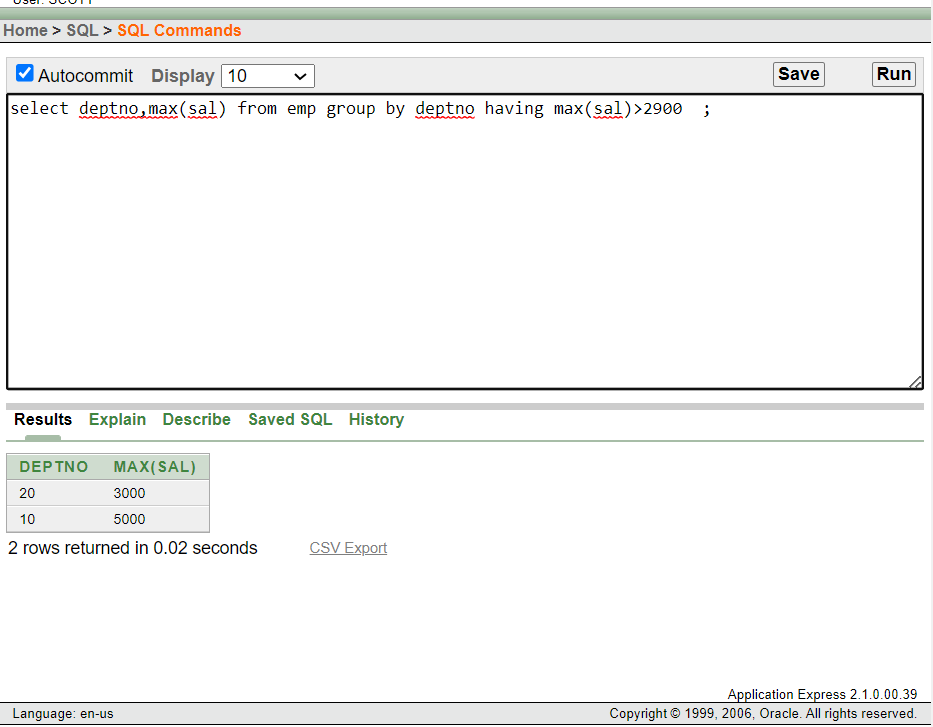 User: SCOTT
Home > SQL > SQL Commands
Autocommit Display 10 Save Run
select deptno,max(sal) from emp group by deptno having max(sal)>2900 ;
Results Explain Describe Saved SQL History
DEPTNO MAX(SAL)
20 3000
10 5000
2 rows returned in 0.02 seconds CSV Export
Application Express 2.1.0.00.39
Language: en-us Copyright © 1999, 2006, Oracle. All rights reserved.